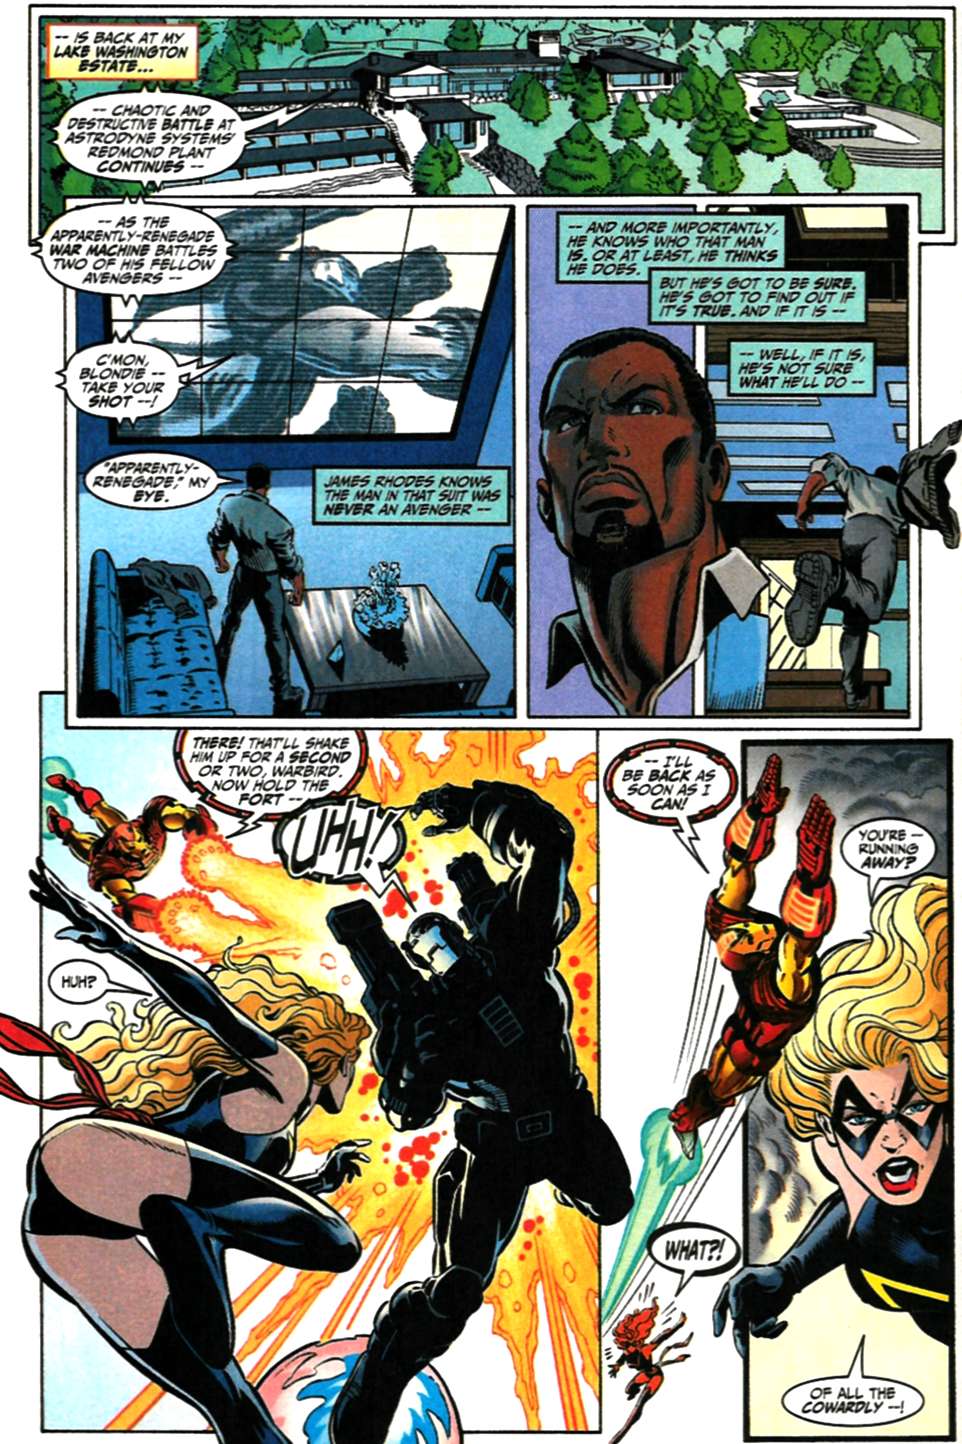 -- IS BACK AT MY
LAKE WASHINGTON
ESTATE...
-- CHAOTIC AND
DESTRUCTIVE BATTLE AT
ASTRODYNE SYSTEMS'
REDMOND PLANT
CONTINUES --
-- AS THE
APPARENTLY-RENEGADE
WAR MACHINE BATTLES
TWO OF HIS FELLOW
AVENGERS --
C'MON,
BLONDIE --
TAKE YOUR
SHOT --!
"APPARENTLY-
RENEGADE," MY
EYE.
JAMES RHODES KNOWS
THE MAN IN THAT SUIT WAS
NEVER AN AVENGER --
-- AND MORE IMPORTANTLY,
HE KNOWS WHO THAT MAN
IS. OR AT LEAST, HE THINKS
HE DOES.
BUT HE'S GOT TO BE SURE.
HE'S GOT TO FIND OUT IF
IT'S TRUE. AND IF IT IS --
-- WELL, IF IT IS,
HE'S NOT SURE
WHAT HE'LL DO --
THERE! THAT'LL SHAKE
HIM UP FOR A SECOND
OR TWO, WARBIRD.
NOW HOLD THE
FORT --
UHH!
HUH?
-- I'LL
BE BACK AS
SOON AS I
CAN!
WHAT?!
YOU'RE --
RUNNING
AWAY?
OF ALL THE
COWARDLY --!